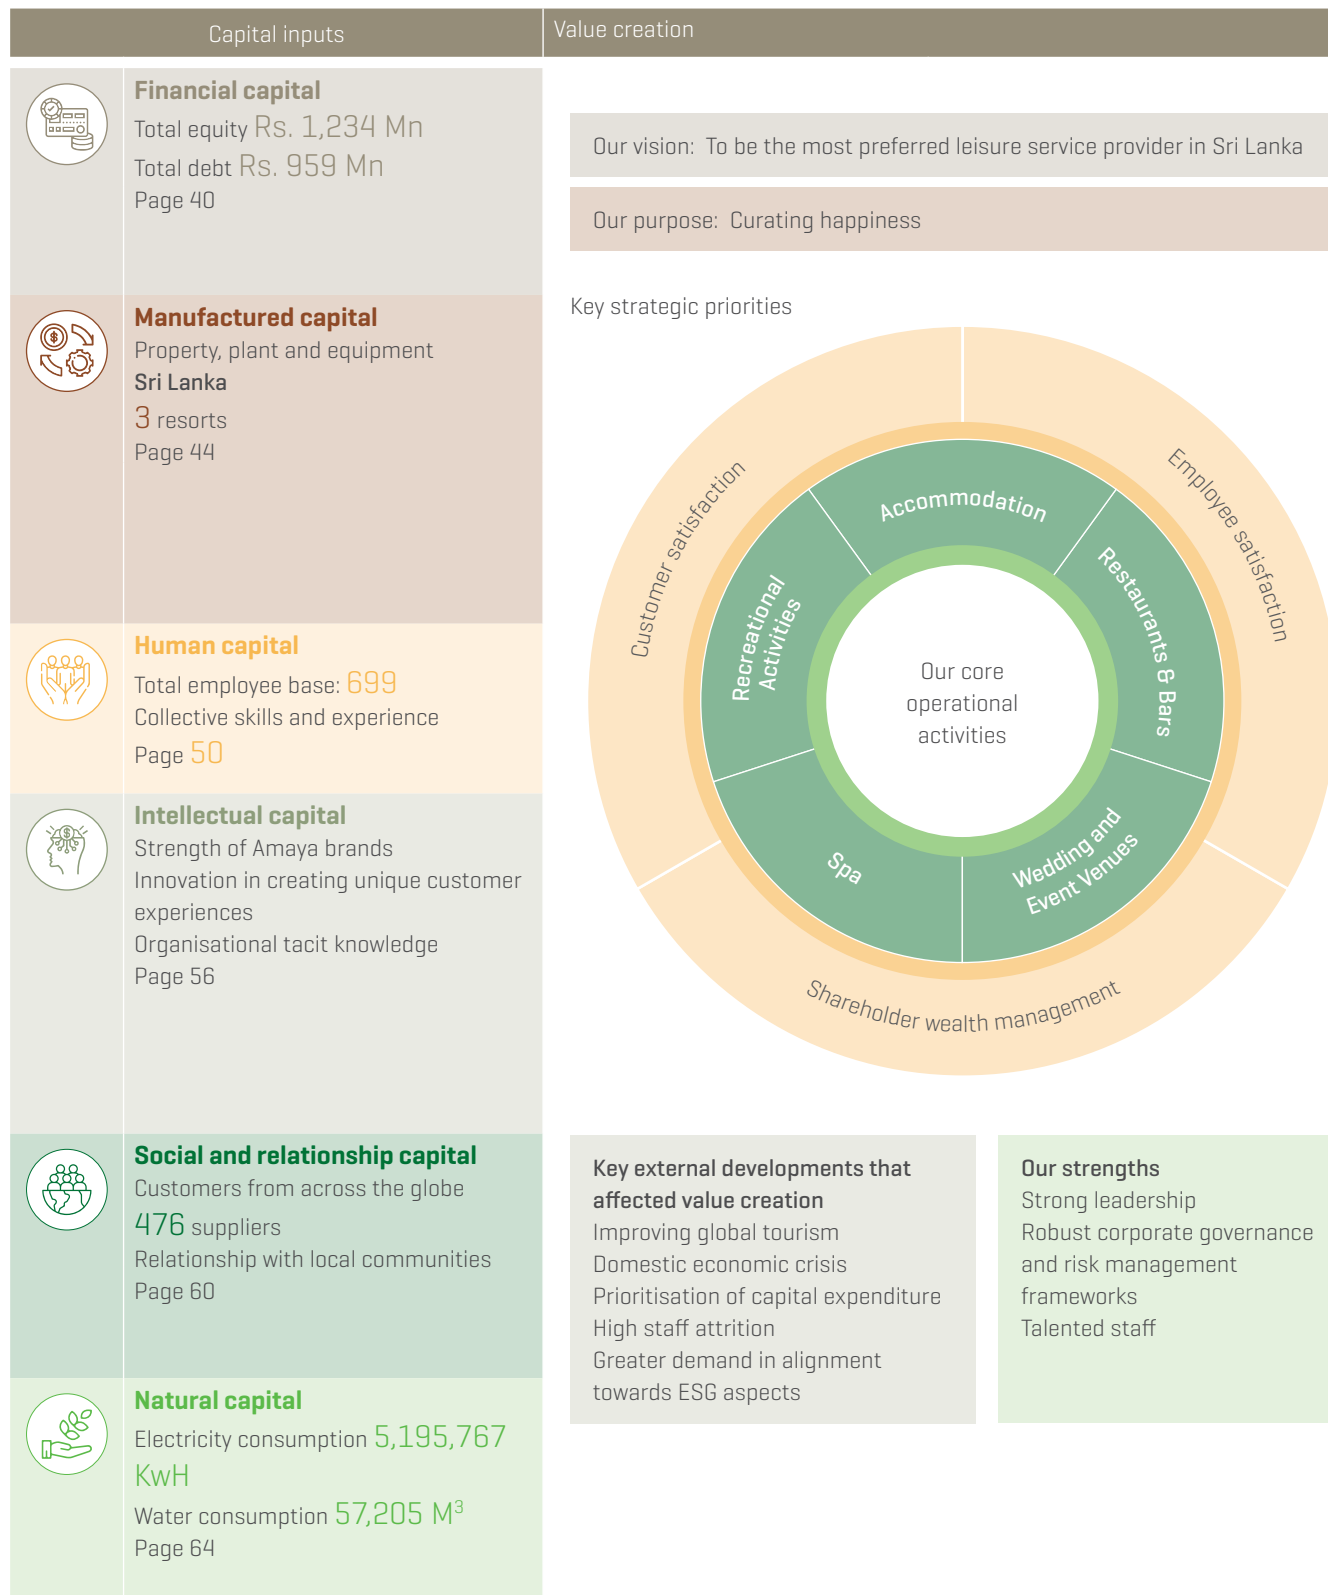 Capital inputs
Value creation
Financial capital
Total equity Rs. 1,234 Mn
Total debt Rs. 959 Mn
Page 40
Manufactured capital
Property, plant and equipment
Sri Lanka
3 resorts
Page 44
Human capital
Total employee base: 699
Collective skills and experience
Page 50
Intellectual capital
Strength of Amaya brands
Innovation in creating unique customer
experiences
Organisational tacit knowledge
Page 56
Social and relationship capital
Customers from across the globe
476 suppliers
Relationship with local communities
Page 60
Natural capital
Electricity consumption 5,195,767
KwH
Water consumption 57,205 M³
Page 64
Our vision: To be the most preferred leisure service provider in Sri Lanka
Our purpose: Curating happiness
Key strategic priorities
Customer satisfaction
Employee satisfaction
Shareholder wealth management
Accommodation
Restaurants & Bars
Wedding and
Event Venues
Spa
Recreational
Activities
Our core
operational
activities
Key external developments that
affected value creation
Improving global tourism
Domestic economic crisis
Prioritisation of capital expenditure
High staff attrition
Greater demand in alignment
towards ESG aspects
Our strengths
Strong leadership
Robust corporate governance
and risk management
frameworks
Talented staff